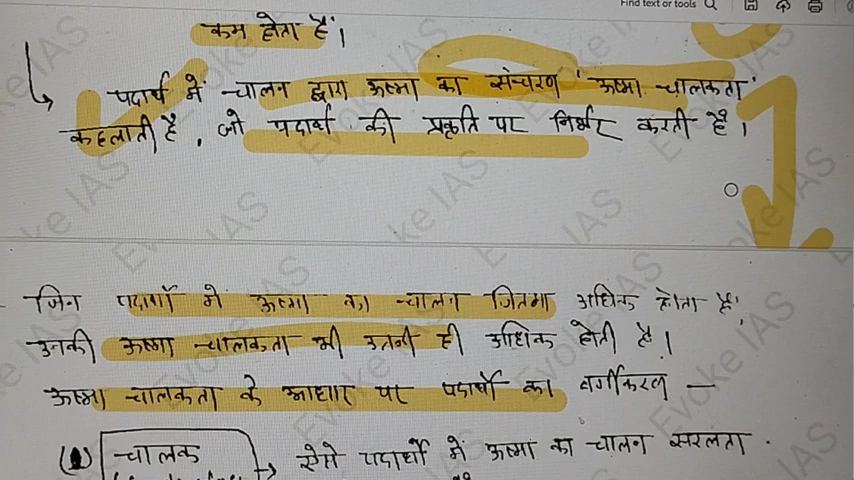 Find text or tools
कम होता है।
पदार्थ में चालन द्वारा ऊष्मा का संचरण 'ऊष्मा चालकता'
कहलाती है, जो पदार्थ की प्रकृति पर निर्भर करती है।
जिन पदार्थों में ऊष्मा का चालन जितना अधिक होता है,
उनकी ऊष्मा चालकता भी उतनी ही अधिक होती है।
ऊष्मा चालकता के आधार पर पदार्थों का वर्गीकरण —
(1) चालक → ऐसे पदार्थों में ऊष्मा का चालन सरलता
Evoke IAS